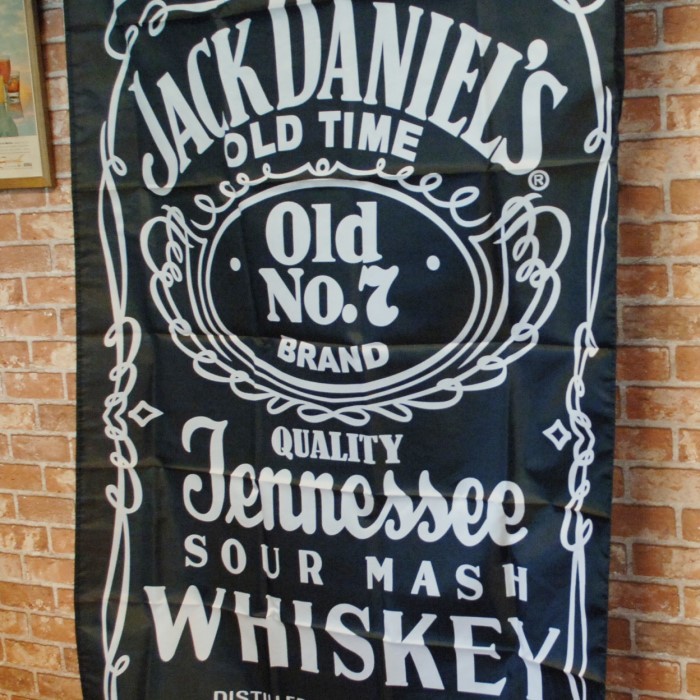 JACK DANIEL'S
OLD TIME
®
Old
No.7
BRAND
QUALITY
Tennessee
SOUR MASH
WHISKEY